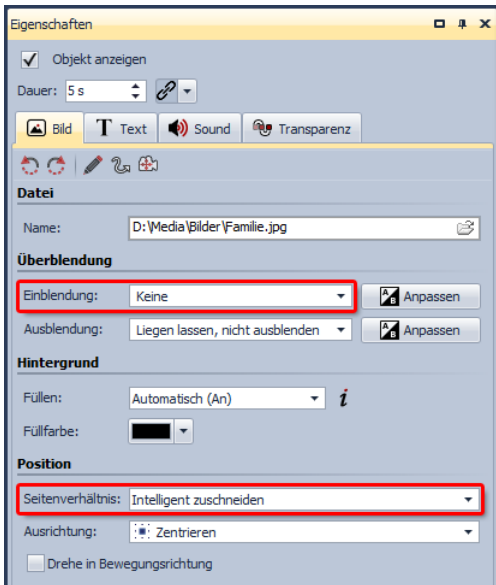 Eigenschaften
Objekt anzeigen
Dauer: 5 s
Bild T Text Sound Transparenz
Datei
Name: D:\Media\Bilder\Familie.jpg
Überblendung
Einblendung: Keine A B Anpassen
Ausblendung: Liegen lassen, nicht ausblenden A B Anpassen
Hintergrund
Füllen: Automatisch (An) i
Füllfarbe:
Position
Seitenverhältnis: Intelligent zuschneiden
Ausrichtung: Zentrieren
Drehe in Bewegungsrichtung